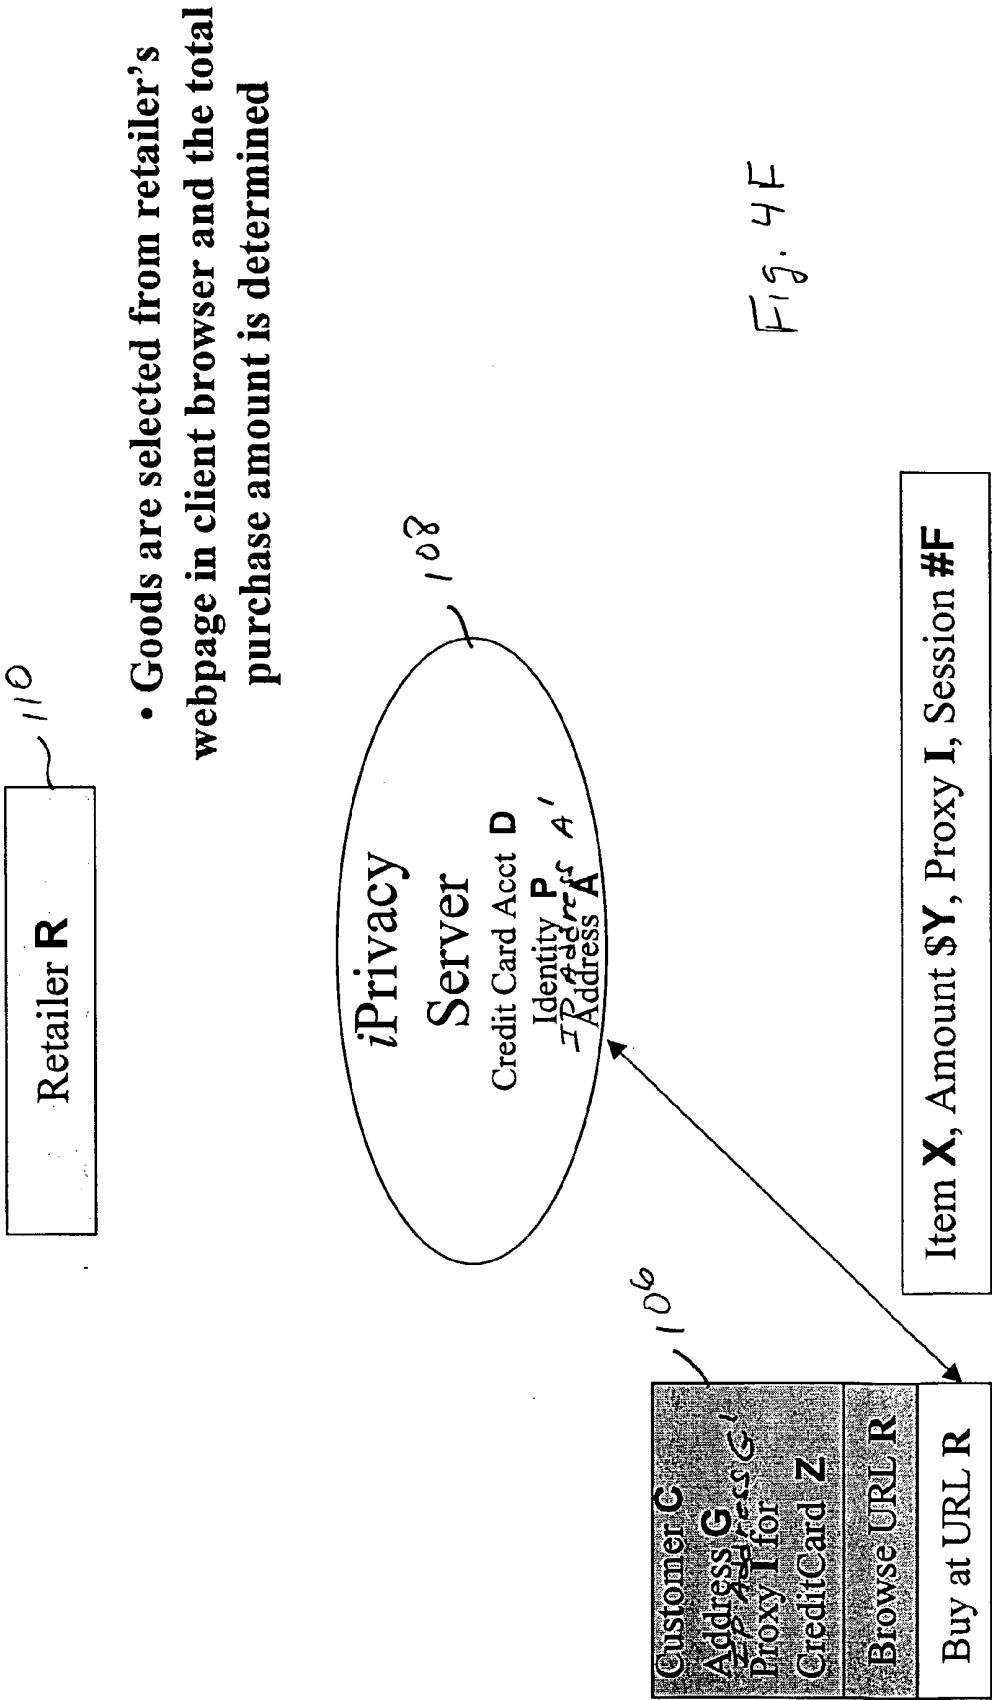 Retailer R
110
• Goods are selected from retailer's
webpage in client browser and the total
purchase amount is determined
iPrivacy
Server
Credit Card Acct D
Identity P
IP Address A'
Address A
108
Customer C
Address G
IP Address G'
Proxy I for
CreditCard Z
Browse URL R
Buy at URL R
106
Item X, Amount $Y, Proxy I, Session #F
Fig. 4F